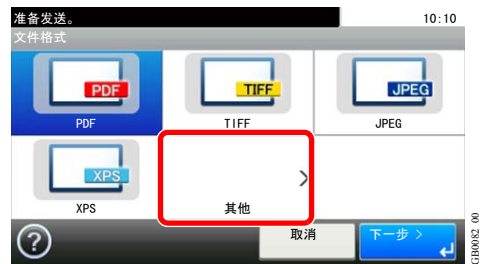 准备发送。 10:10
文件格式
PDF TIFF JPEG
PDF TIFF JPEG
XPS
XPS 其他
? 取消 下一步 >
GB0082_00